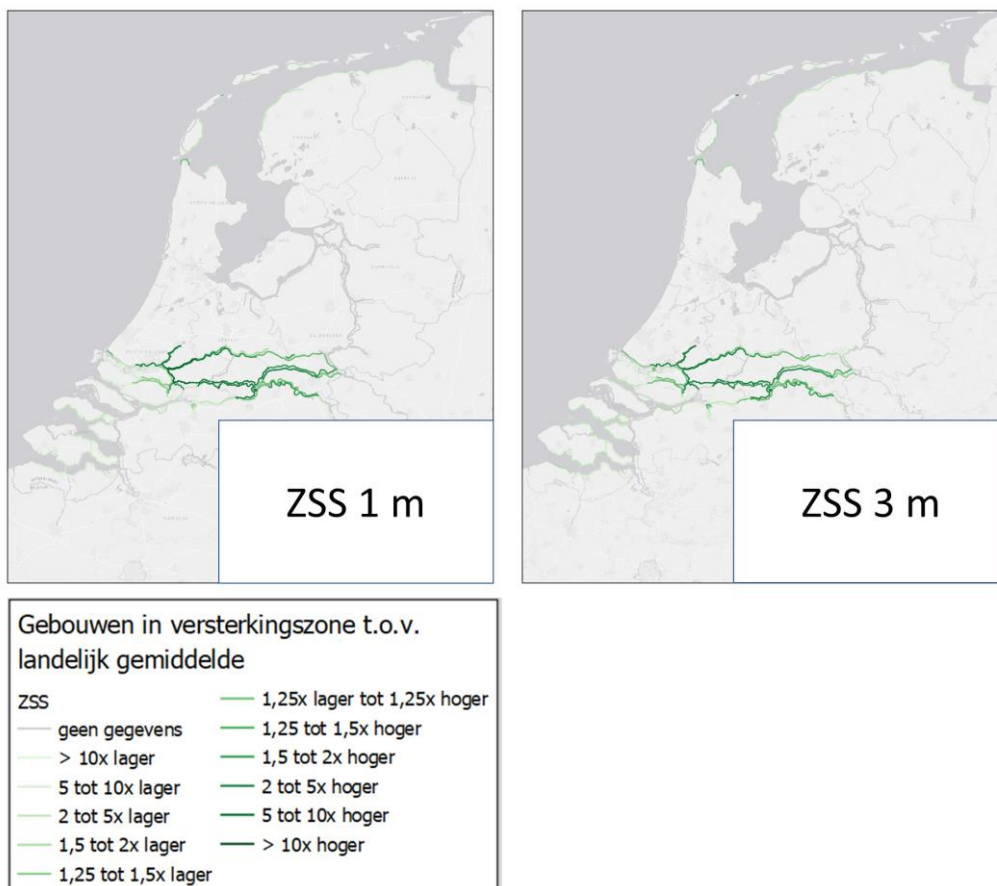 ZSS 1 m
ZSS 3 m
Gebouwen in versterkingszone t.o.v.
landelijk gemiddelde
ZSS
geen gegevens
> 10x lager
5 tot 10x lager
2 tot 5x lager
1,5 tot 2x lager
1,25 tot 1,5x lager
1,25x lager tot 1,25x hoger
1,25 tot 1,5x hoger
1,5 tot 2x hoger
2 tot 5x hoger
5 tot 10x hoger
> 10x hoger